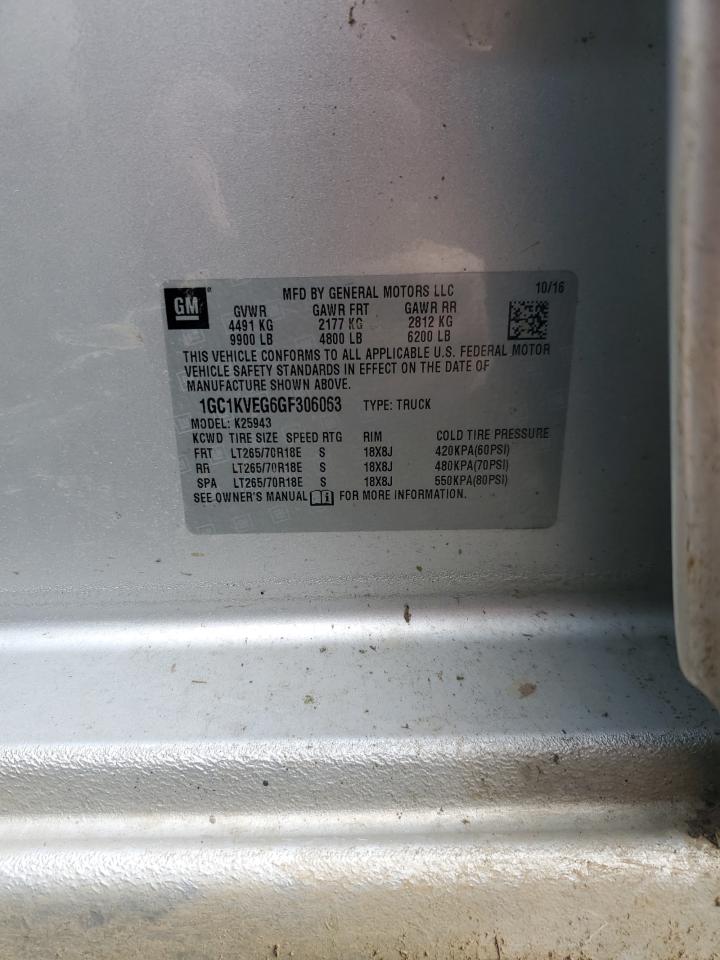 GM MFD BY GENERAL MOTORS LLC 10/16
GVWR GAWR FRT GAWR RR
4491 KG 2177 KG 2812 KG
9900 LB 4800 LB 6200 LB
THIS VEHICLE CONFORMS TO ALL APPLICABLE U.S. FEDERAL MOTOR
VEHICLE SAFETY STANDARDS IN EFFECT ON THE DATE OF
MANUFACTURE SHOWN ABOVE.
1GC1KVEG6GF306063 TYPE: TRUCK
MODEL: K25943
KCWD TIRE SIZE SPEED RTG RIM COLD TIRE PRESSURE
FRT LT265/70R18E S 18X8J 420KPA(60PSI)
RR LT265/70R18E S 18X8J 480KPA(70PSI)
SPA LT265/70R18E S 18X8J 550KPA(80PSI)
SEE OWNER'S MANUAL FOR MORE INFORMATION.